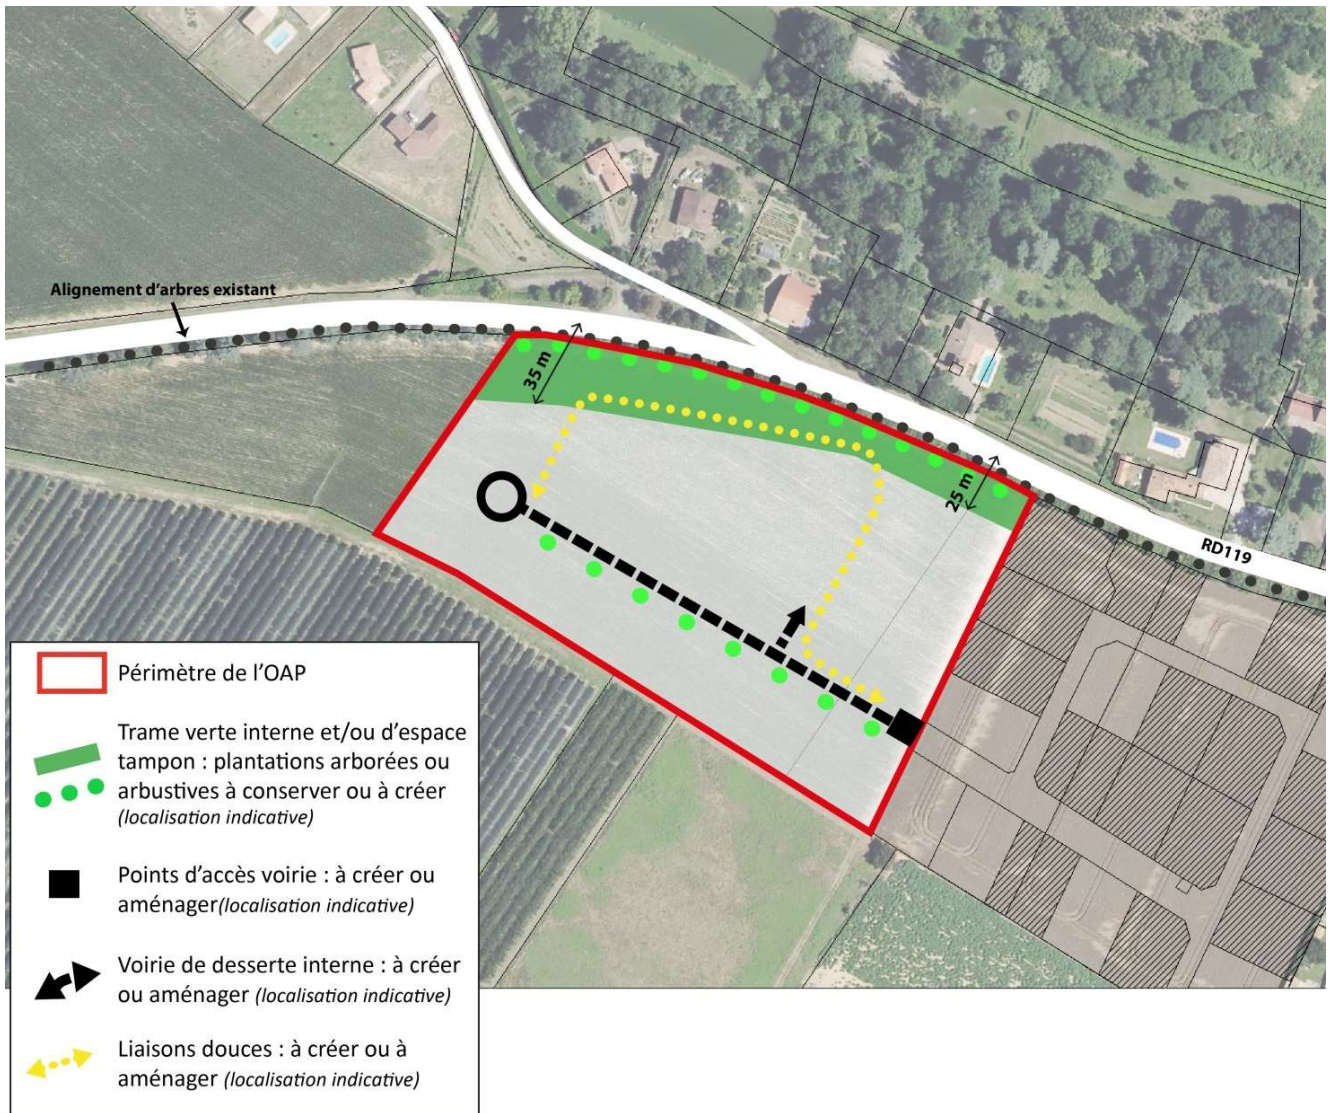 Alignement d'arbres existant
35 m
25 m
RD119
Périmètre de l'OAP
Trame verte interne et/ou d'espace
tampon : plantations arborées ou
arbustives à conserver ou à créer
(localisation indicative)
Points d'accès voirie : à créer ou
aménager(localisation indicative)
Voirie de desserte interne : à créer
ou aménager (localisation indicative)
Liaisons douces : à créer ou à
aménager (localisation indicative)